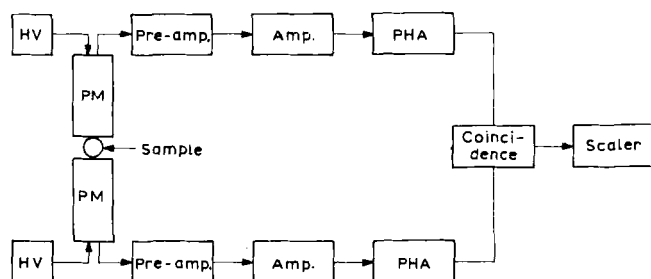 HV
Pre-amp.
Amp.
PHA
PM
Sample
Coinci-
dence
Scaler
PM
HV
Pre-amp.
Amp.
PHA